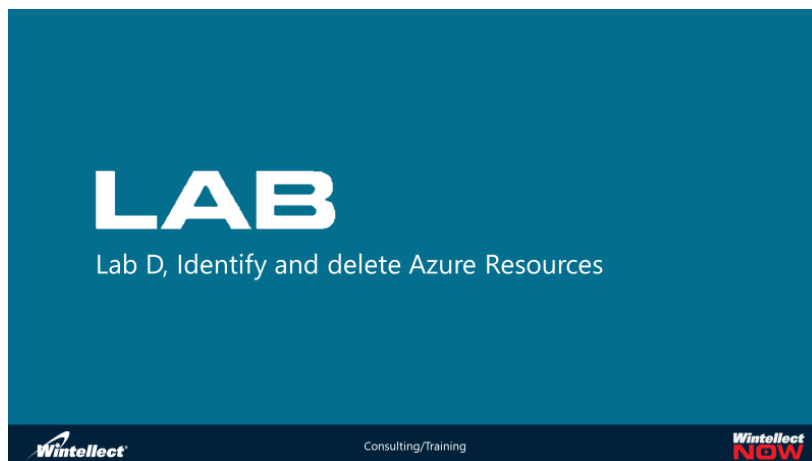 LAB
Lab D, Identify and delete Azure Resources
Wintellect
Consulting/Training
Wintellect
NOW